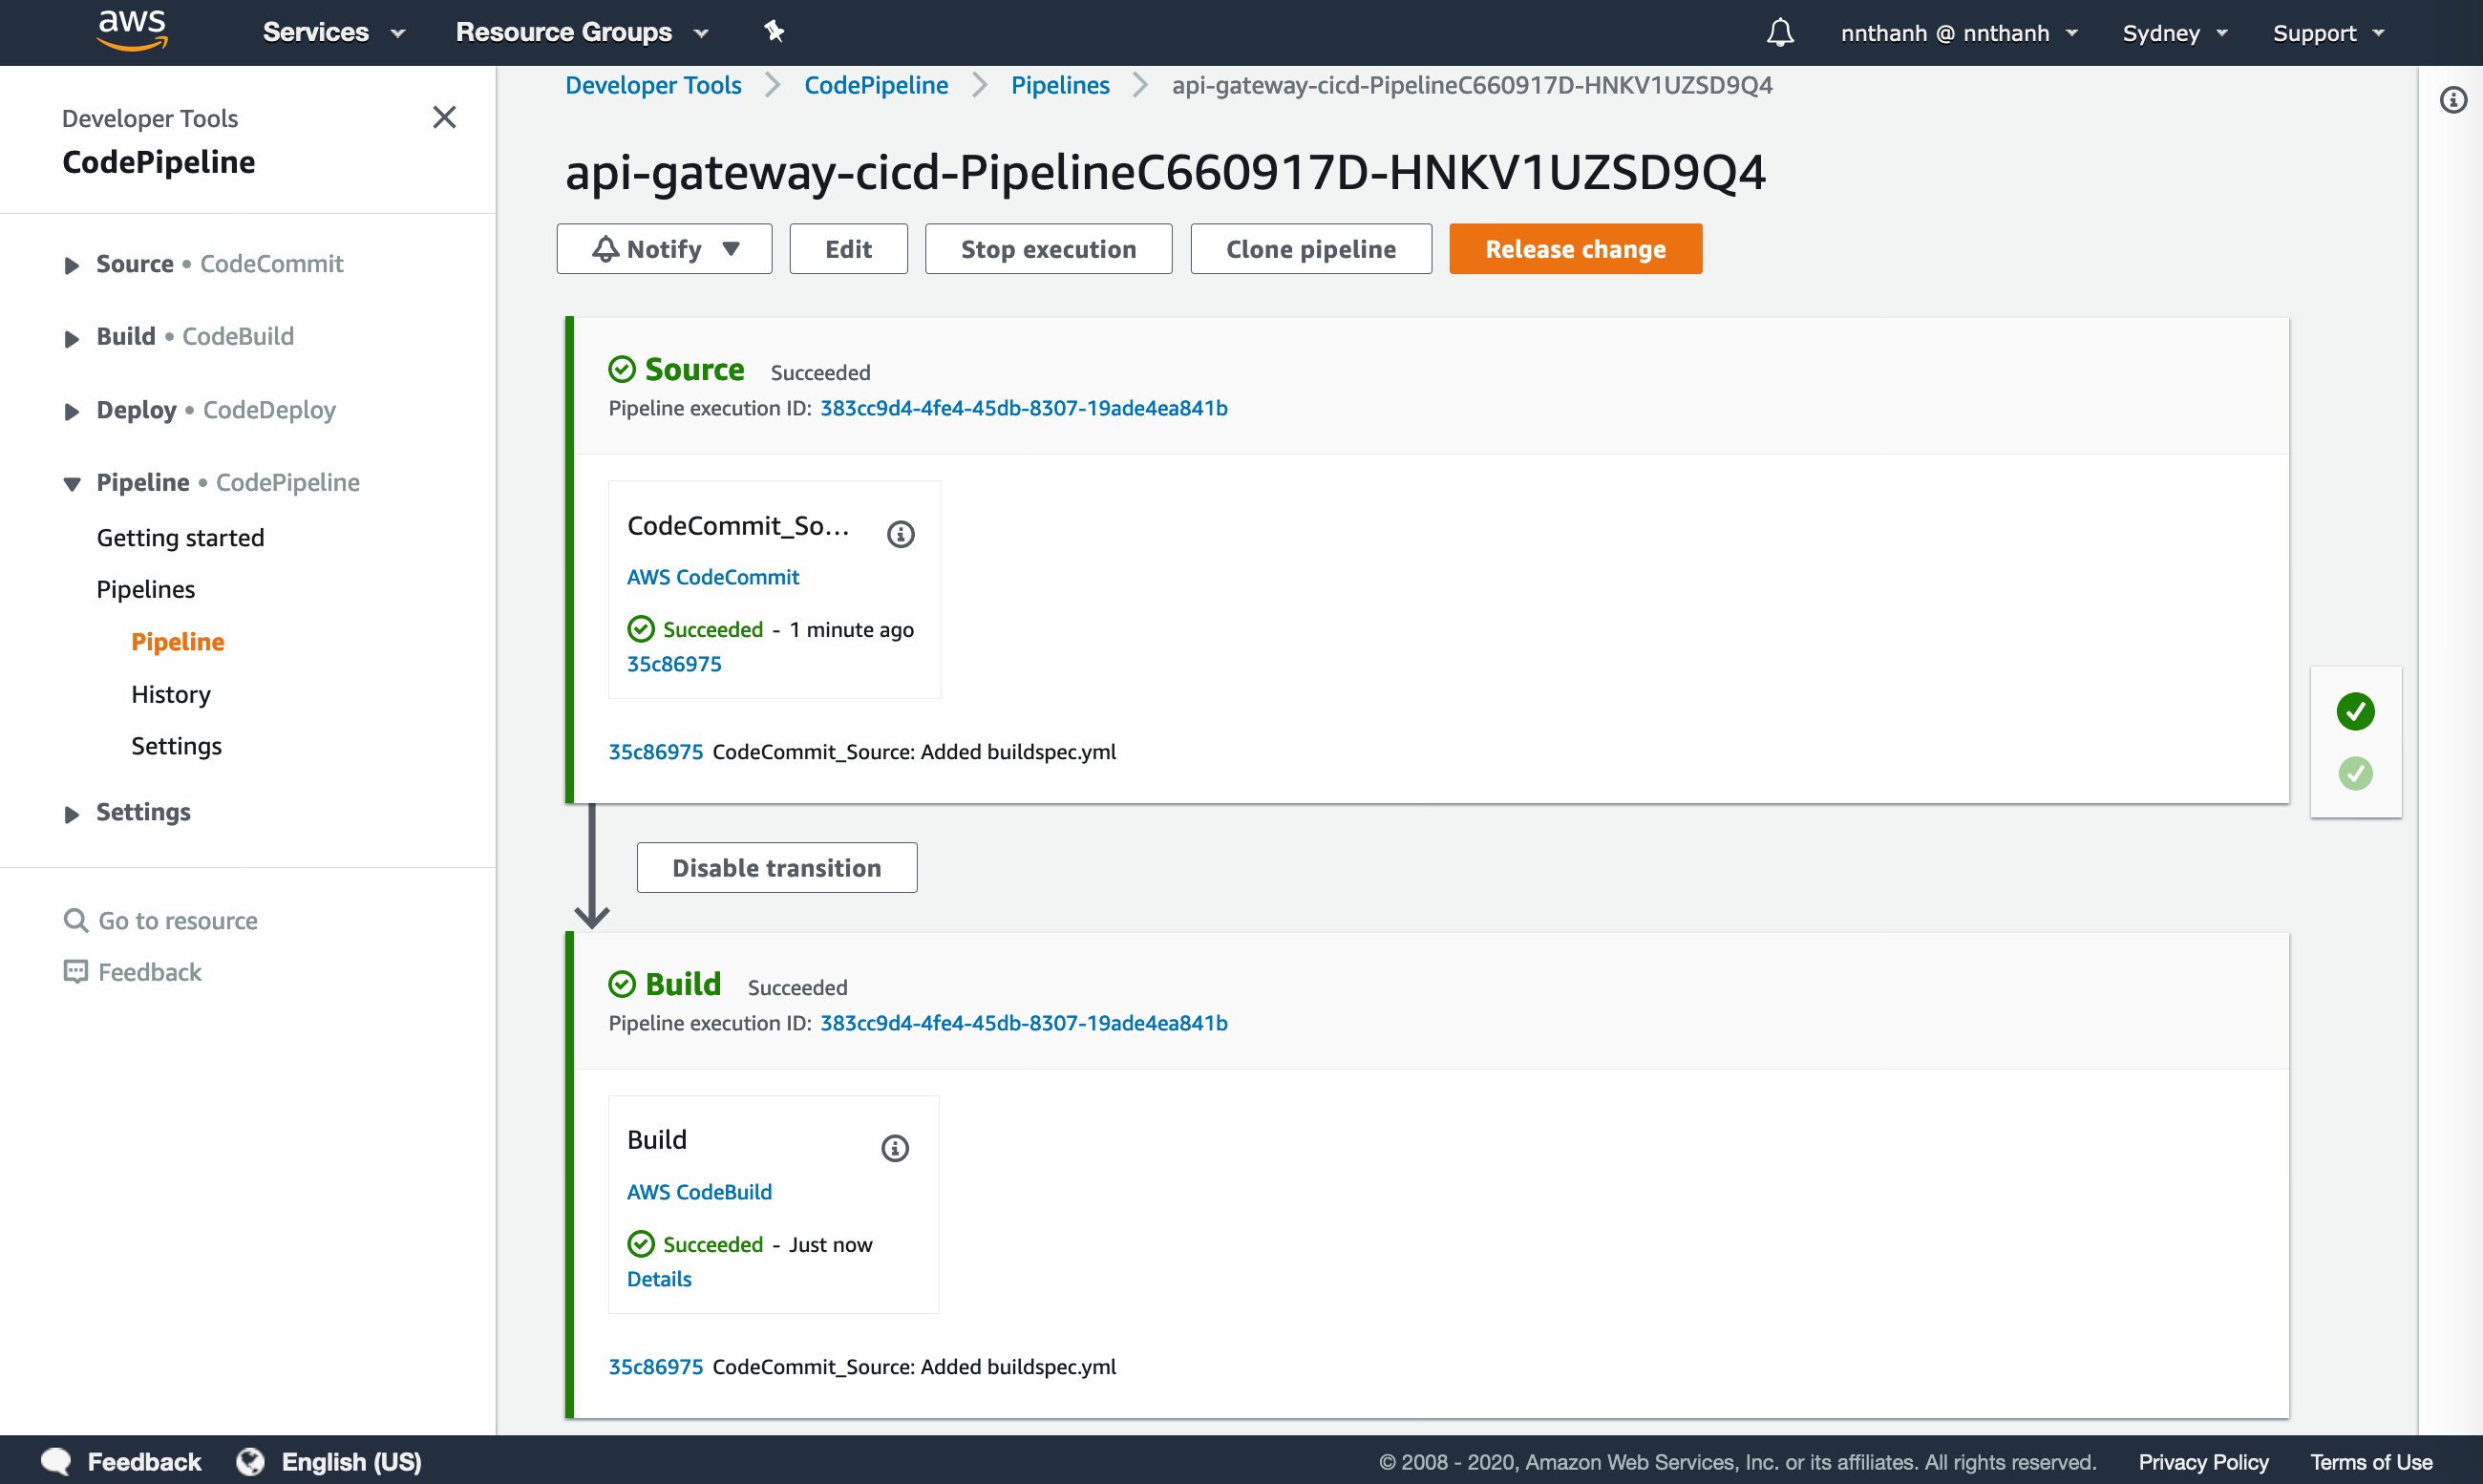 aws Services Resource Groups nnthanh @ nnthanh Sydney Support
Developer Tools
CodePipeline
Source • CodeCommit
Build • CodeBuild
Deploy • CodeDeploy
Pipeline • CodePipeline
Getting started
Pipelines
Pipeline
History
Settings
Settings
Go to resource
Feedback
Developer Tools CodePipeline Pipelines api-gateway-cicd-PipelineC660917D-HNKV1UZSD9Q4
api-gateway-cicd-PipelineC660917D-HNKV1UZSD9Q4
Notify Edit Stop execution Clone pipeline Release change
Source Succeeded
Pipeline execution ID: 383cc9d4-4fe4-45db-8307-19ade4ea841b
CodeCommit_So...
AWS CodeCommit
Succeeded - 1 minute ago
35c86975
35c86975 CodeCommit_Source: Added buildspec.yml
Disable transition
Build Succeeded
Pipeline execution ID: 383cc9d4-4fe4-45db-8307-19ade4ea841b
Build
AWS CodeBuild
Succeeded - Just now
Details
35c86975 CodeCommit_Source: Added buildspec.yml
Feedback English (US) © 2008 - 2020, Amazon Web Services, Inc. or its affiliates. All rights reserved. Privacy Policy Terms of Use